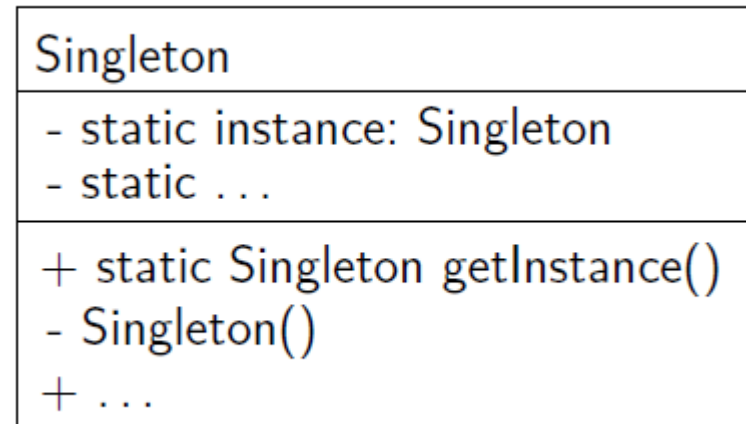 Singleton
- static instance: Singleton
- static ...
+ static Singleton getInstance()
- Singleton()
+ ...